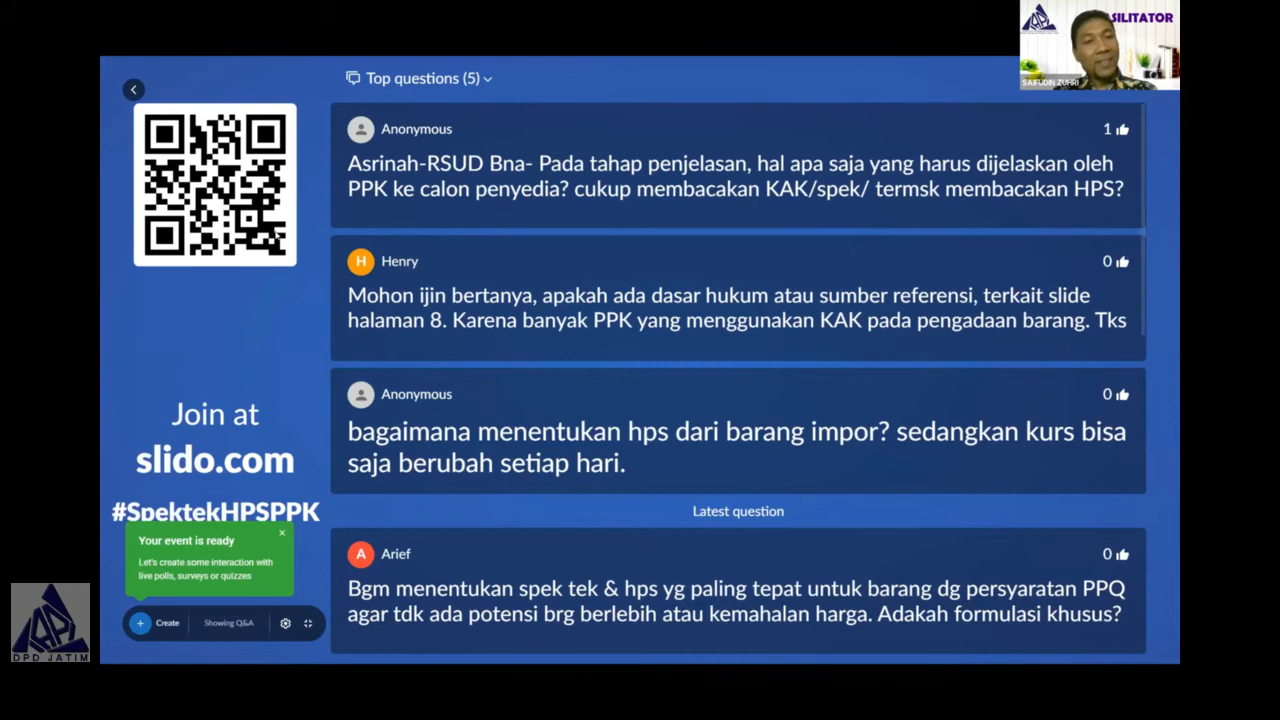 Top questions (5)
SILITATOR
SAIFUDIN ZUHRI
Anonymous
1
Asrinah-RSUD Bna- Pada tahap penjelasan, hal apa saja yang harus dijelaskan oleh
PPK ke calon penyedia? cukup membacakan KAK/spek/ termsk membacakan HPS?
H Henry
0
Mohon ijin bertanya, apakah ada dasar hukum atau sumber referensi, terkait slide
halaman 8. Karena banyak PPK yang menggunakan KAK pada pengadaan barang. Tks
Anonymous
0
bagaimana menentukan hps dari barang impor? sedangkan kurs bisa
saja berubah setiap hari.
Latest question
A Arief
0
Bgm menentukan spek tek & hps yg paling tepat untuk barang dg persyaratan PPQ
agar tdk ada potensi brg berlebih atau kemahalan harga. Adakah formulasi khusus?
Join at
slido.com
#SpektekHPSPPK
Your event is ready
Let's create some interaction with
live polls, surveys or quizzes
Create
Showing Q&A
DPD JATIM